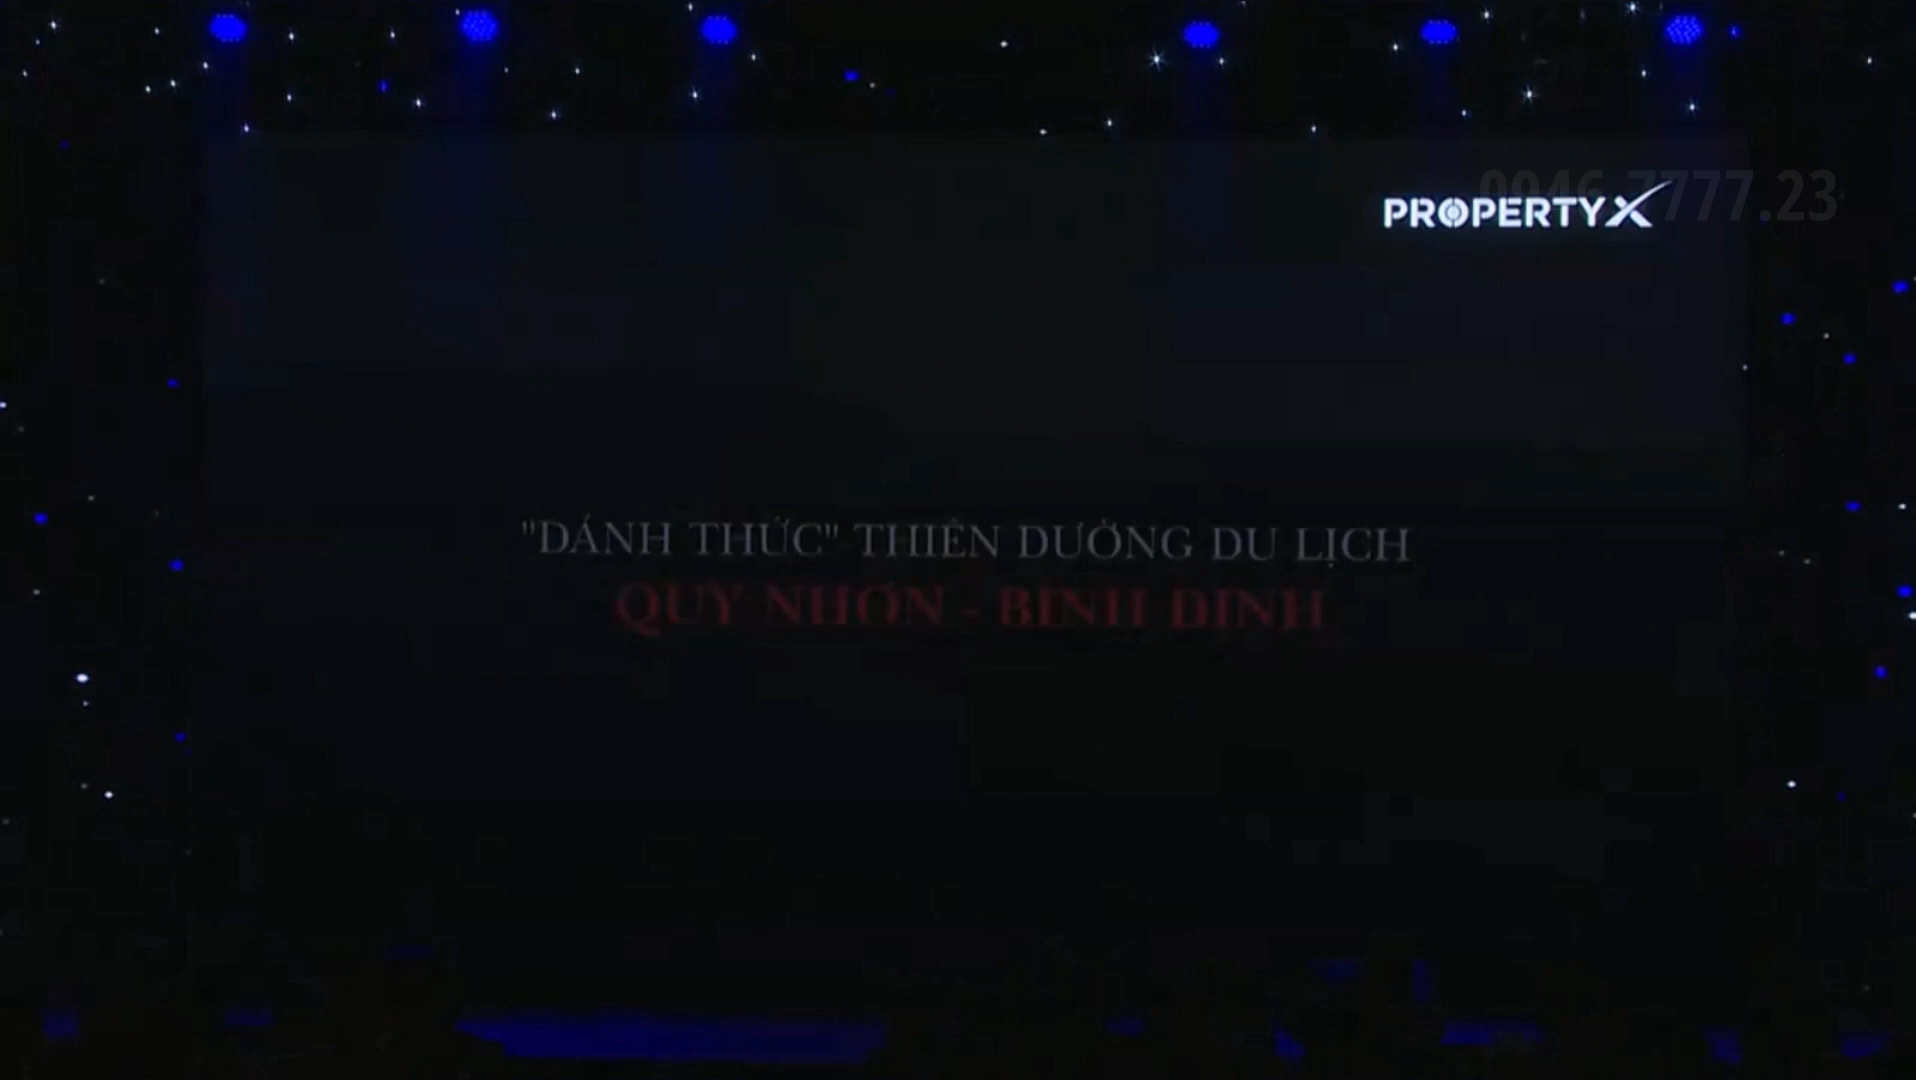 0946.7777.23
PROPERTYX
"ĐÁNH THỨC" THIÊN ĐƯỜNG DU LỊCH
QUY NHƠN - BÌNH ĐỊNH